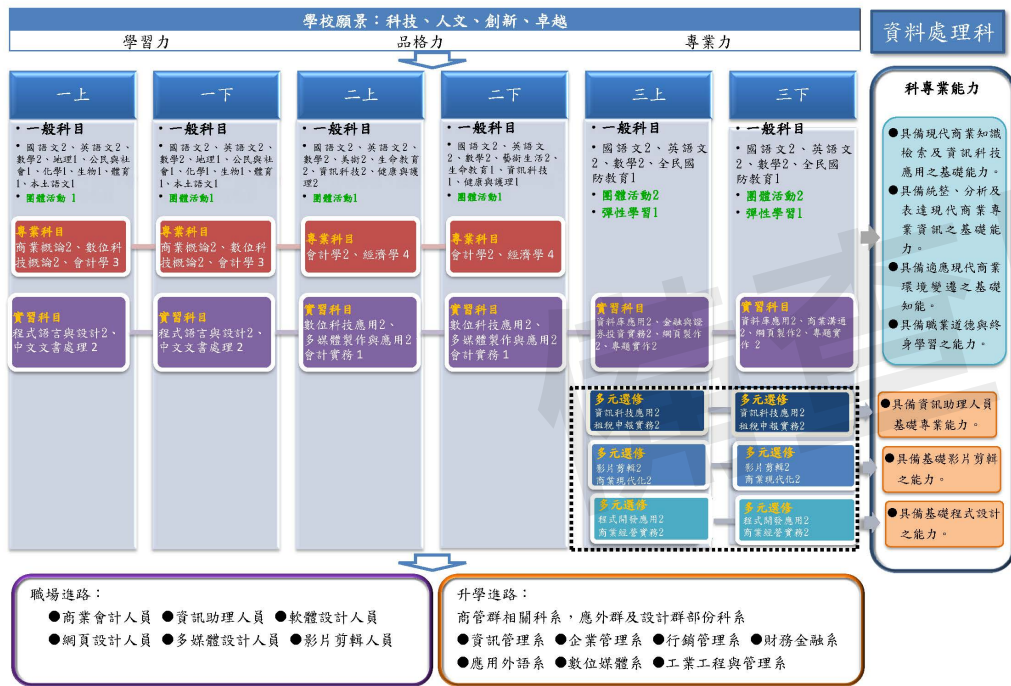 學校願景：科技、人文、創新、卓越
學習力
品格力
專業力
資料處理科
一上
一下
二上
二下
三上
三下
• 一般科目
• 國語文2、英語文2、
數學2、地理1、公民與社
會1、化學1、生物1、體育
1、本土語文1
• 團體活動 1
• 一般科目
• 國語文2、英語文2、
數學2、地理1、公民與社
會1、化學1、生物1、體育
1、本土語文1
• 團體活動 1
• 一般科目
• 國語文2、英語文2、
數學2、美術2、生命教育
2、資訊科技2、健康與護
理2
• 團體活動 1
• 一般科目
• 國語文2、英語文
2、數學2、藝術生活2、
生命教育1、資訊科技
1、健康與護理1
• 團體活動 1
• 一般科目
• 國語文2、英語文
2、數學2、全民國
防教育1
• 團體活動2
• 彈性學習1
• 一般科目
• 國語文2、英語文
2、數學2、全民國
防教育1
• 團體活動2
• 彈性學習1
專業科目
商業概論2、數位科
技概論2、會計學3
專業科目
商業概論2、數位科
技概論2、會計學3
專業科目
會計學2、經濟學4
專業科目
會計學2、經濟學4
實習科目
程式語言與設計2、
中文文書處理2
實習科目
程式語言與設計2、
中文文書處理2
實習科目
數位科技應用2、
多媒體製作與應用2
會計實務1
實習科目
數位科技應用2、
多媒體製作與應用2
會計實務1
實習科目
資料庫應用2、金融與證
券投資實務2、網頁製作
2、專題實作2
實習科目
資料庫應用2、商業溝通
2、網頁製作2、專題實
作 2
多元選修
資訊科技應用2
租稅申報實務2
多元選修
資訊科技應用2
租稅申報實務2
多元選修
影片剪輯2
商業現代化2
多元選修
影片剪輯2
商業現代化2
多元選修
程式開發應用2
商業經營實務2
多元選修
程式開發應用2
商業經營實務2
科專業能力
●具備現代商業知識
檢索及資訊科技
應用之基礎能力。
●具備統整、分析及
表達現代商業專
業資訊之基礎能
力。
●具備適應現代商業
環境變遷之基礎
知能。
●具備職業道德與終
身學習之能力。
●具備資訊助理人員
基礎專業能力。
●具備基礎影片剪輯
之能力。
●具備基礎程式設計
之能力。
職場進路：
●商業會計人員 ●資訊助理人員 ●軟體設計人員
●網頁設計人員 ●多媒體設計人員 ●影片剪輯人員
升學進路：
商管群相關科系，應外群及設計群部份科系
●資訊管理系 ●企業管理系 ●行銷管理系 ●財務金融系
●應用外語系 ●數位媒體系 ●工業工程與管理系